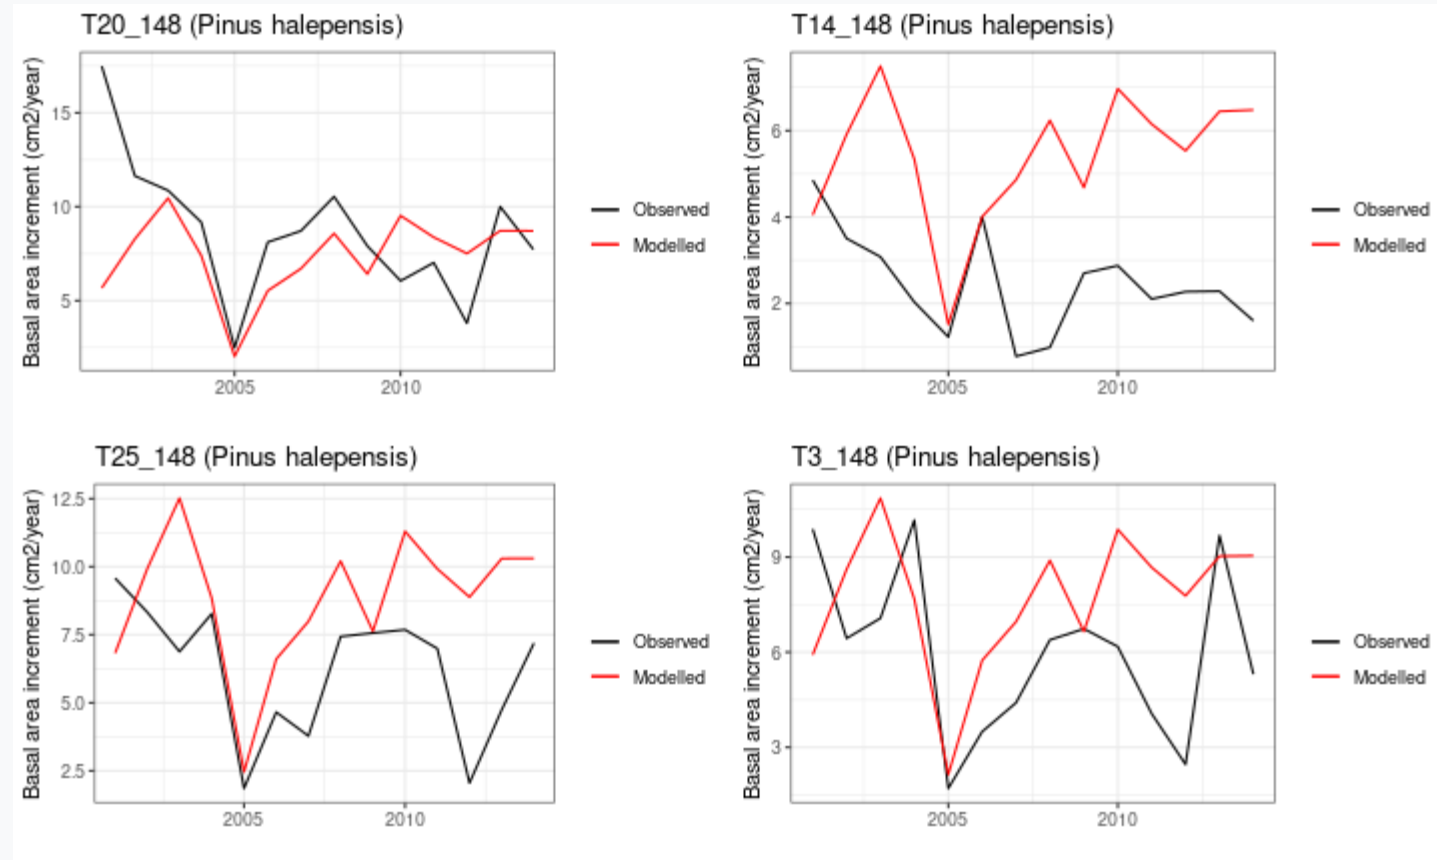 T20_148 (Pinus halepensis)
Basal area increment (cm2/year)
15
10
5
2005
2010
Observed
Modelled
T14_148 (Pinus halepensis)
Basal area increment (cm2/year)
6
4
2
2005
2010
Observed
Modelled
T25_148 (Pinus halepensis)
Basal area increment (cm2/year)
12.5
10.0
7.5
5.0
2.5
2005
2010
Observed
Modelled
T3_148 (Pinus halepensis)
Basal area increment (cm2/year)
9
6
3
2005
2010
Observed
Modelled